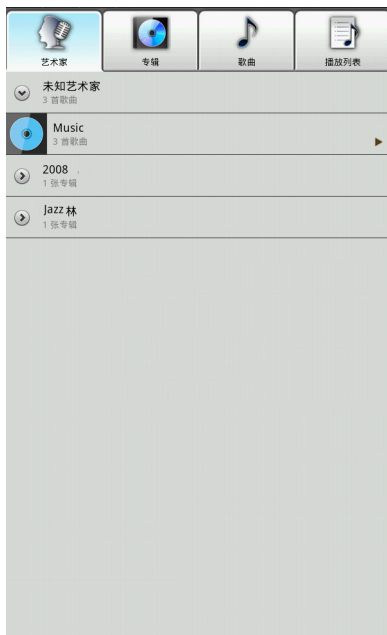 艺术家
专辑
歌曲
播放列表
未知艺术家
3 首歌曲
Music
3 首歌曲
2008 .
1 张专辑
Jazz 林
1 张专辑